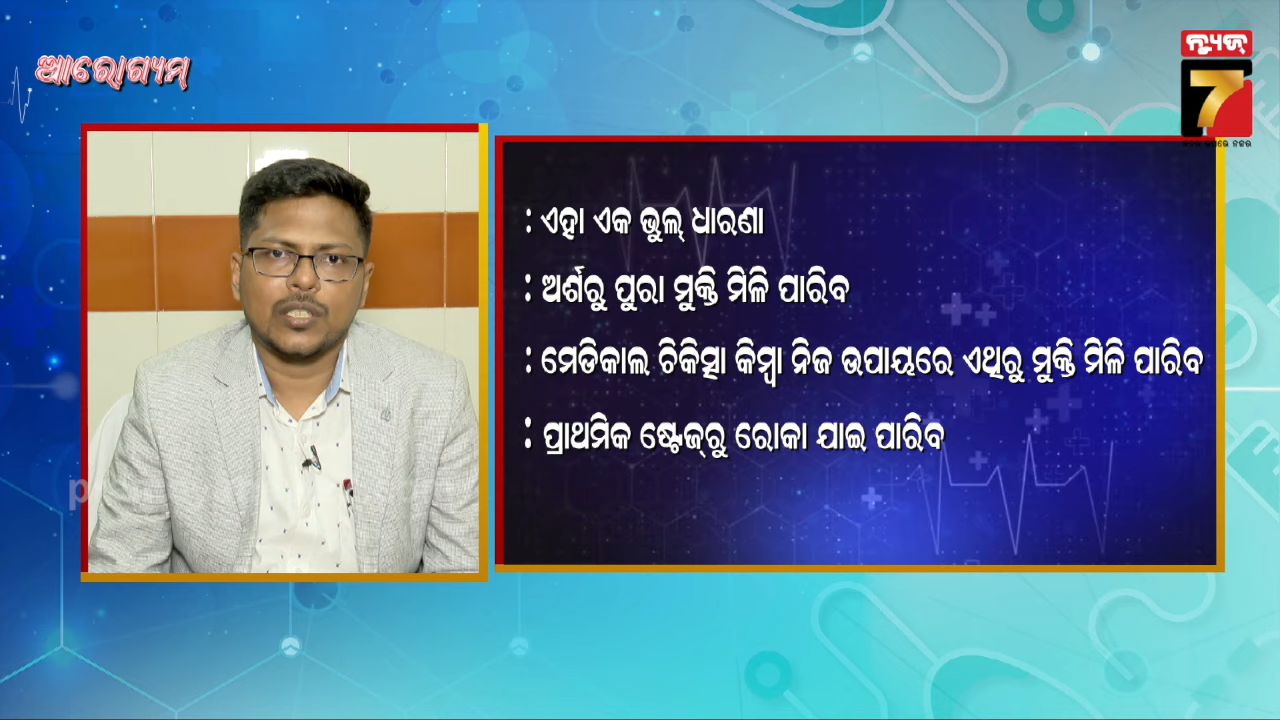 ଆରୋଗ୍ୟମ୍
ନ୍ୟୁଜ୍
7
: ଏହା ଏକ ଭୁଲ୍ ଧାରଣା
: ଅର୍ଶରୁ ପୁରା ମୁକ୍ତି ମିଳି ପାରିବ
: ମେଡିକାଲ ଚିକିତ୍ସା କିମ୍ବା ନିଜ ଉପାୟରେ ଏଥିରୁ ମୁକ୍ତି ମିଳି ପାରିବ
: ପ୍ରାଥମିକ ଷ୍ଟେଜ୍‌ରୁ ରୋକା ଯାଇ ପାରିବ